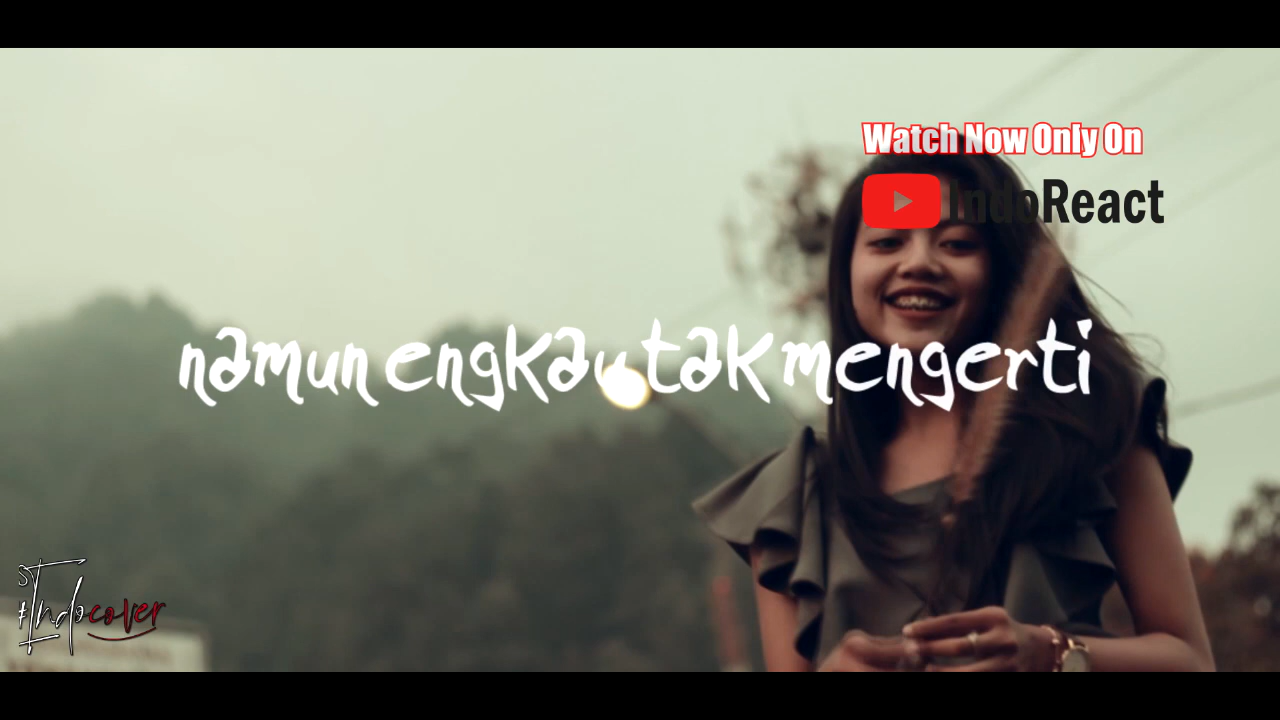 Watch Now Only On
IndoReact
namun engkau tak mengerti
#Indocover